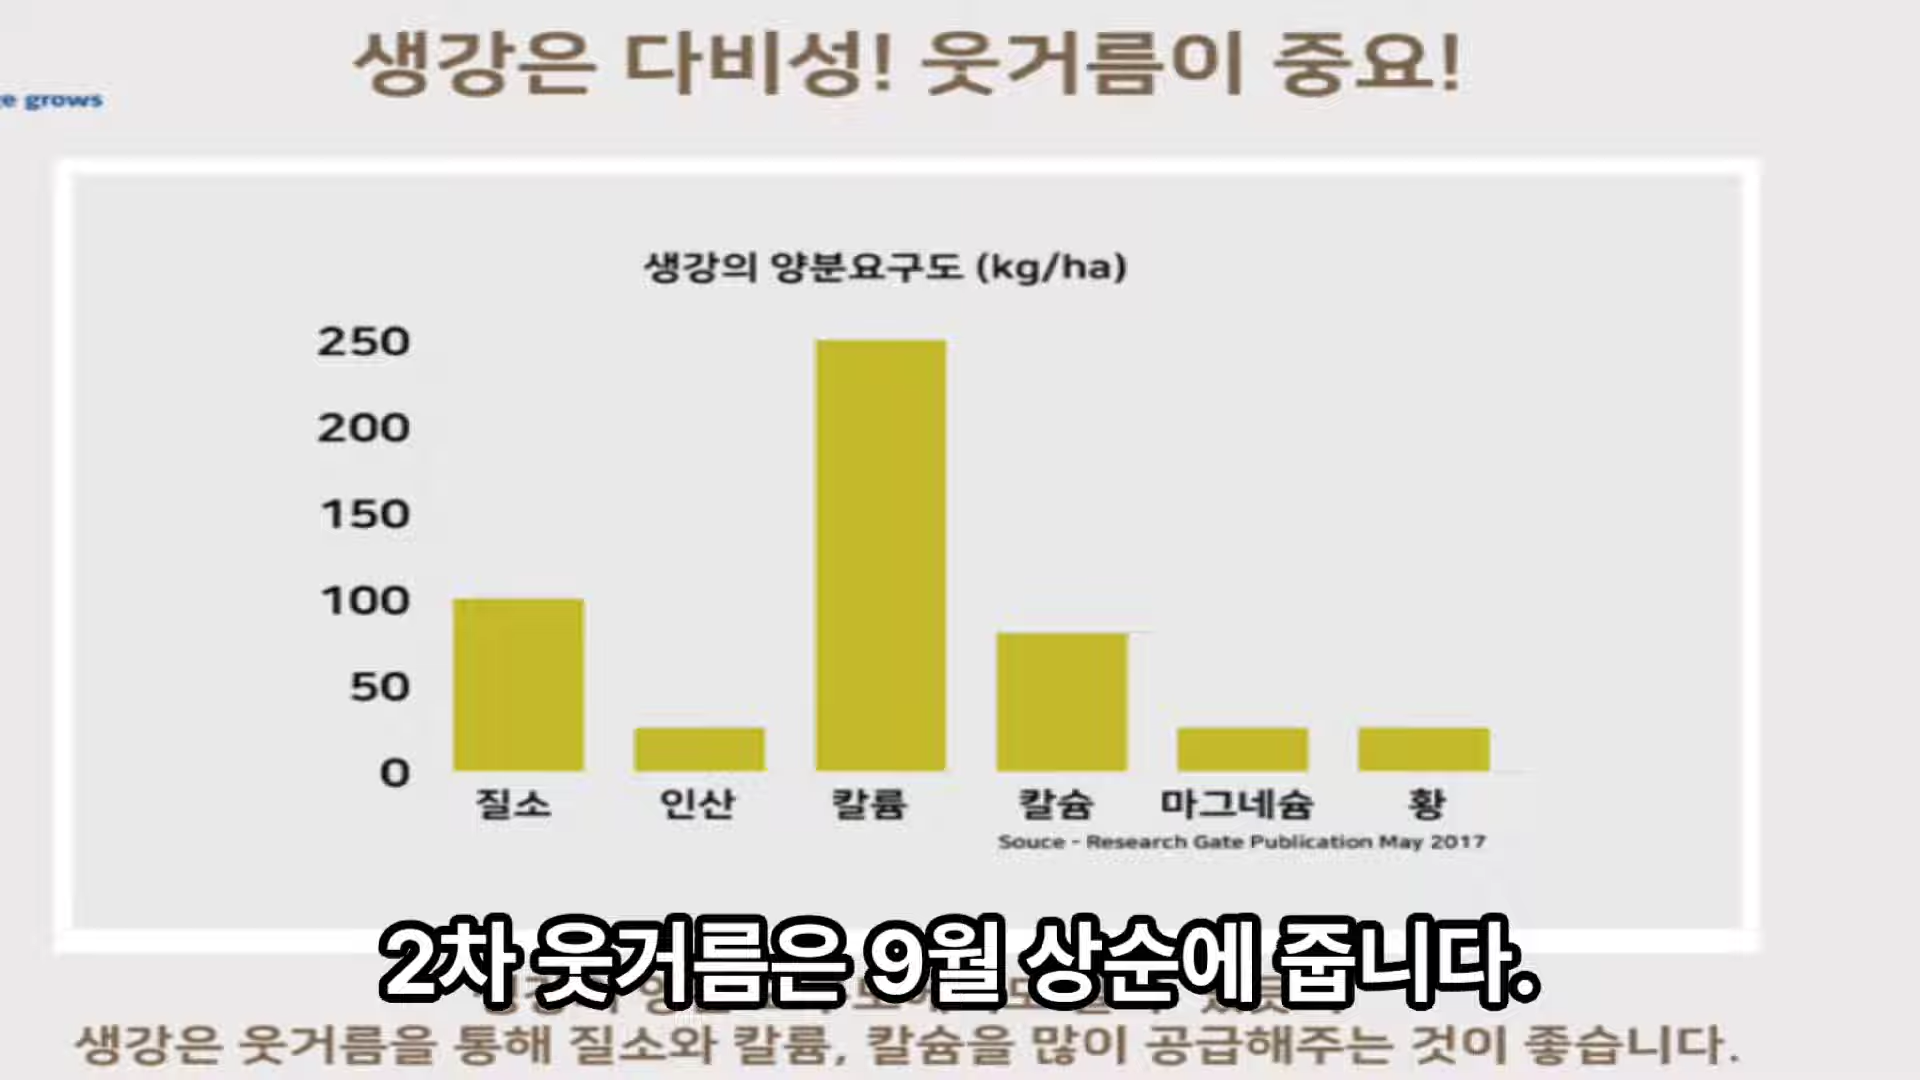 생강은 다비성! 웃거름이 중요!
grows
생강의 양분요구도 (kg/ha)
250
200
150
100
50
0
질소 인산 칼륨 칼슘 마그네슘 황
Souce - Research Gate Publication May 2017
2차 웃거름은 9월 상순에 줍니다.
생강은 웃거름을 통해 질소와 칼륨, 칼슘을 많이 공급해주는 것이 좋습니다.